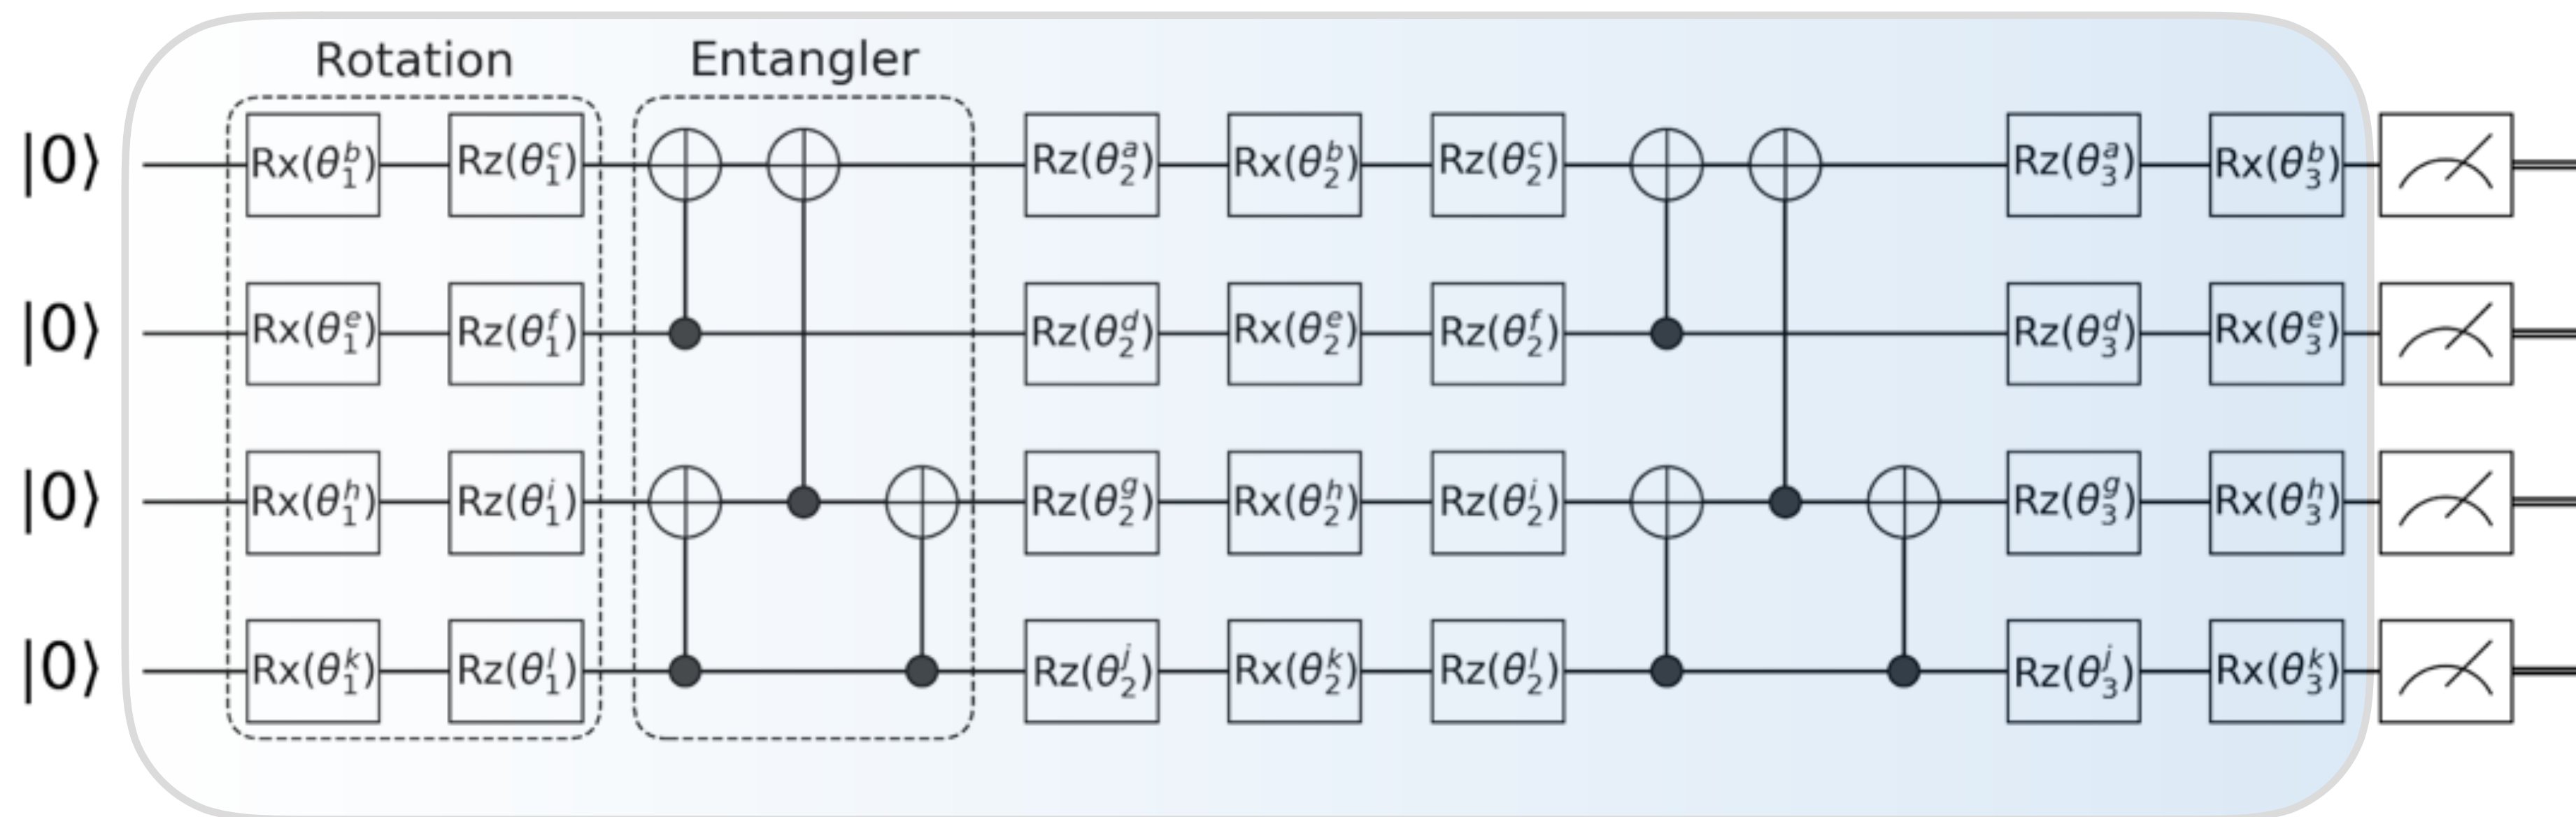 Rotation Entangler
|0⟩ Rx(θ₁ᵇ) Rz(θ₁ᶜ) Rz(θ₂ᵃ) Rx(θ₂ᵇ) Rz(θ₂ᶜ) Rz(θ₃ᵃ) Rx(θ₃ᵇ)
|0⟩ Rx(θ₁ᵉ) Rz(θ₁ᶠ) Rz(θ₂ᵈ) Rx(θ₂ᵉ) Rz(θ₂ᶠ) Rz(θ₃ᵈ) Rx(θ₃ᵉ)
|0⟩ Rx(θ₁ʰ) Rz(θ₁ⁱ) Rz(θ₂ᵍ) Rx(θ₂ʰ) Rz(θ₂ⁱ) Rz(θ₃ᵍ) Rx(θ₃ʰ)
|0⟩ Rx(θ₁ᵏ) Rz(θ₁ˡ) Rz(θ₂ʲ) Rx(θ₂ᵏ) Rz(θ₂ˡ) Rz(θ₃ʲ) Rx(θ₃ᵏ)